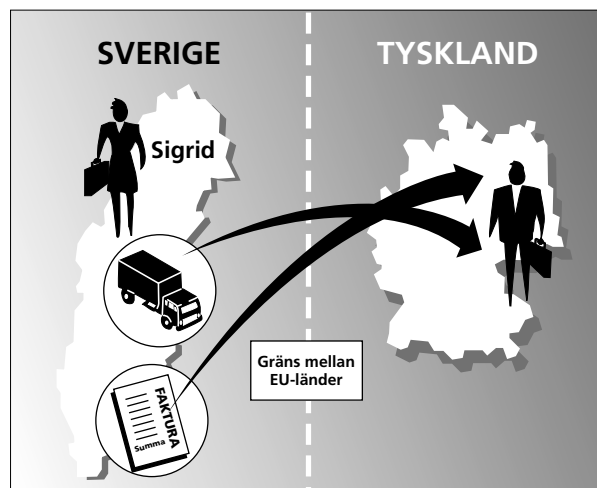 SVERIGE
TYSKLAND
Sigrid
Gräns mellan
EU-länder
FAKTURA
Summa